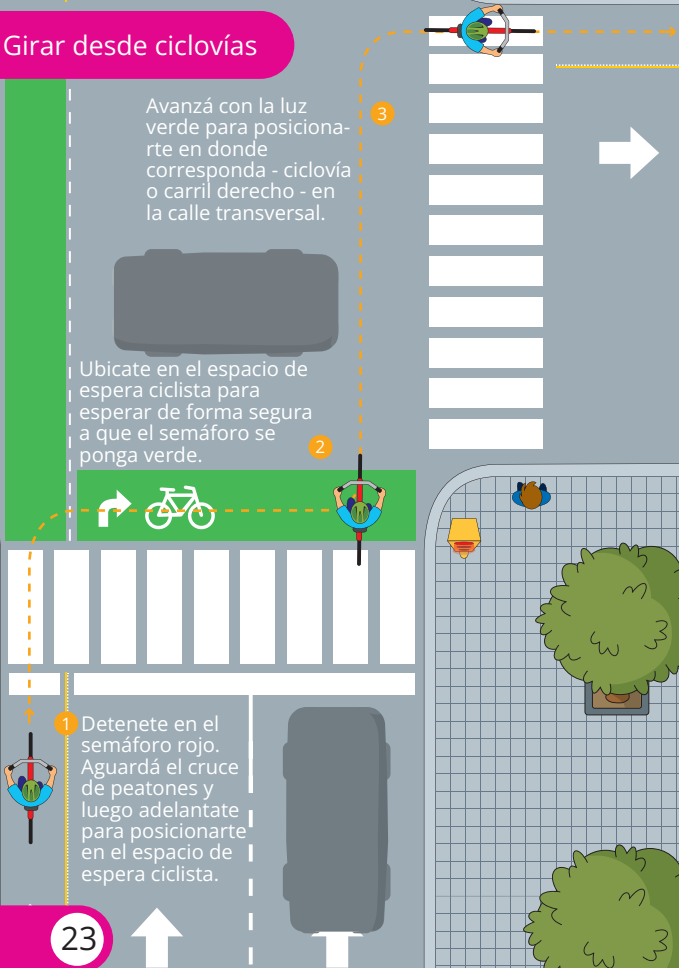 Girar desde ciclovías
Avanzá con la luz
verde para posiciona-
rte en donde
corresponda - ciclovía
o carril derecho - en
la calle transversal.
3
Ubicate en el espacio de
espera ciclista para
esperar de forma segura
a que el semáforo se
ponga verde.
2
1
Detenete en el
semáforo rojo.
Aguardá el cruce
de peatones y
luego adelantate
para posicionarte
en el espacio de
espera ciclista.
23